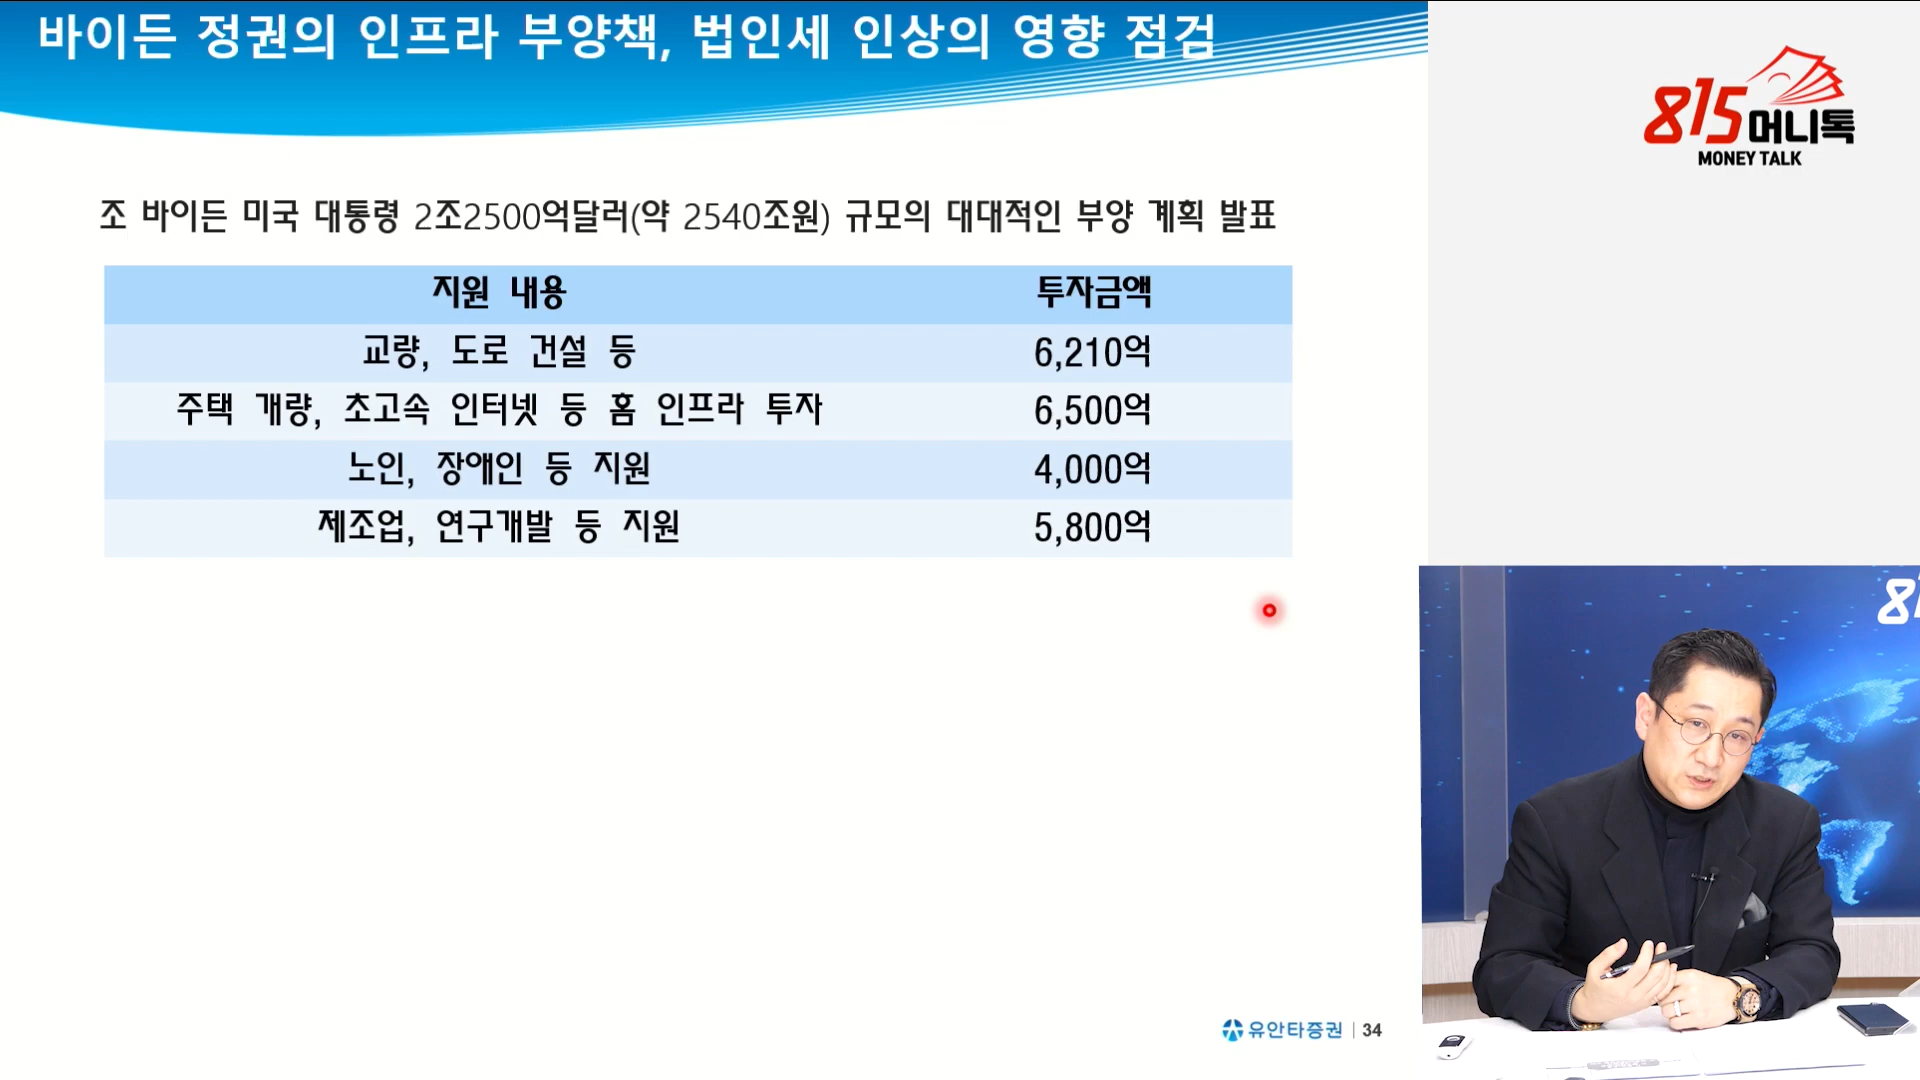 바이든 정권의 인프라 부양책, 법인세 인상의 영향 점검
815머니톡
MONEY TALK
조 바이든 미국 대통령 2조2500억달러(약 2540조원) 규모의 대대적인 부양 계획 발표
지원 내용 투자금액
교량, 도로 건설 등 6,210억
주택 개량, 초고속 인터넷 등 홈 인프라 투자 6,500억
노인, 장애인 등 지원 4,000억
제조업, 연구개발 등 지원 5,800억
유안타증권 | 34